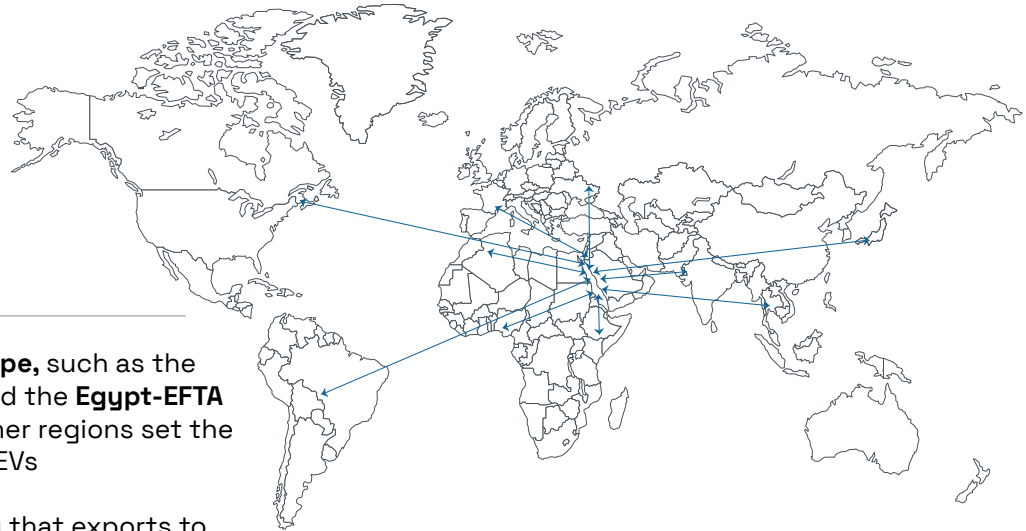 pe, such as the
d the Egypt-EFTA
her regions set the
EVs
that exports to